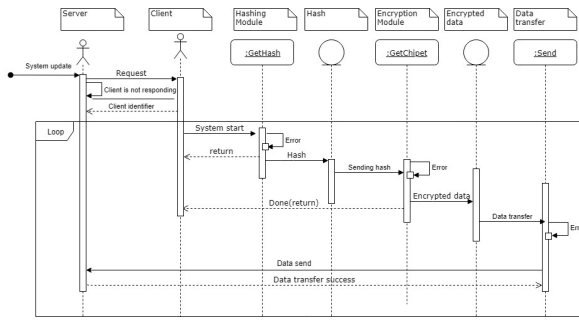 Server
Client
Hashing
Module
Hash
Encryption
Module
Encrypted
data
Data
transfer
:GetHash
:GetChipet
:Send
System update
Request
Client is not responding
Client identifier
Loop
System start
Error
return
Hash
Sending hash
Error
Encrypted data
Done(return)
Data transfer
Err
Data send
Data transfer success